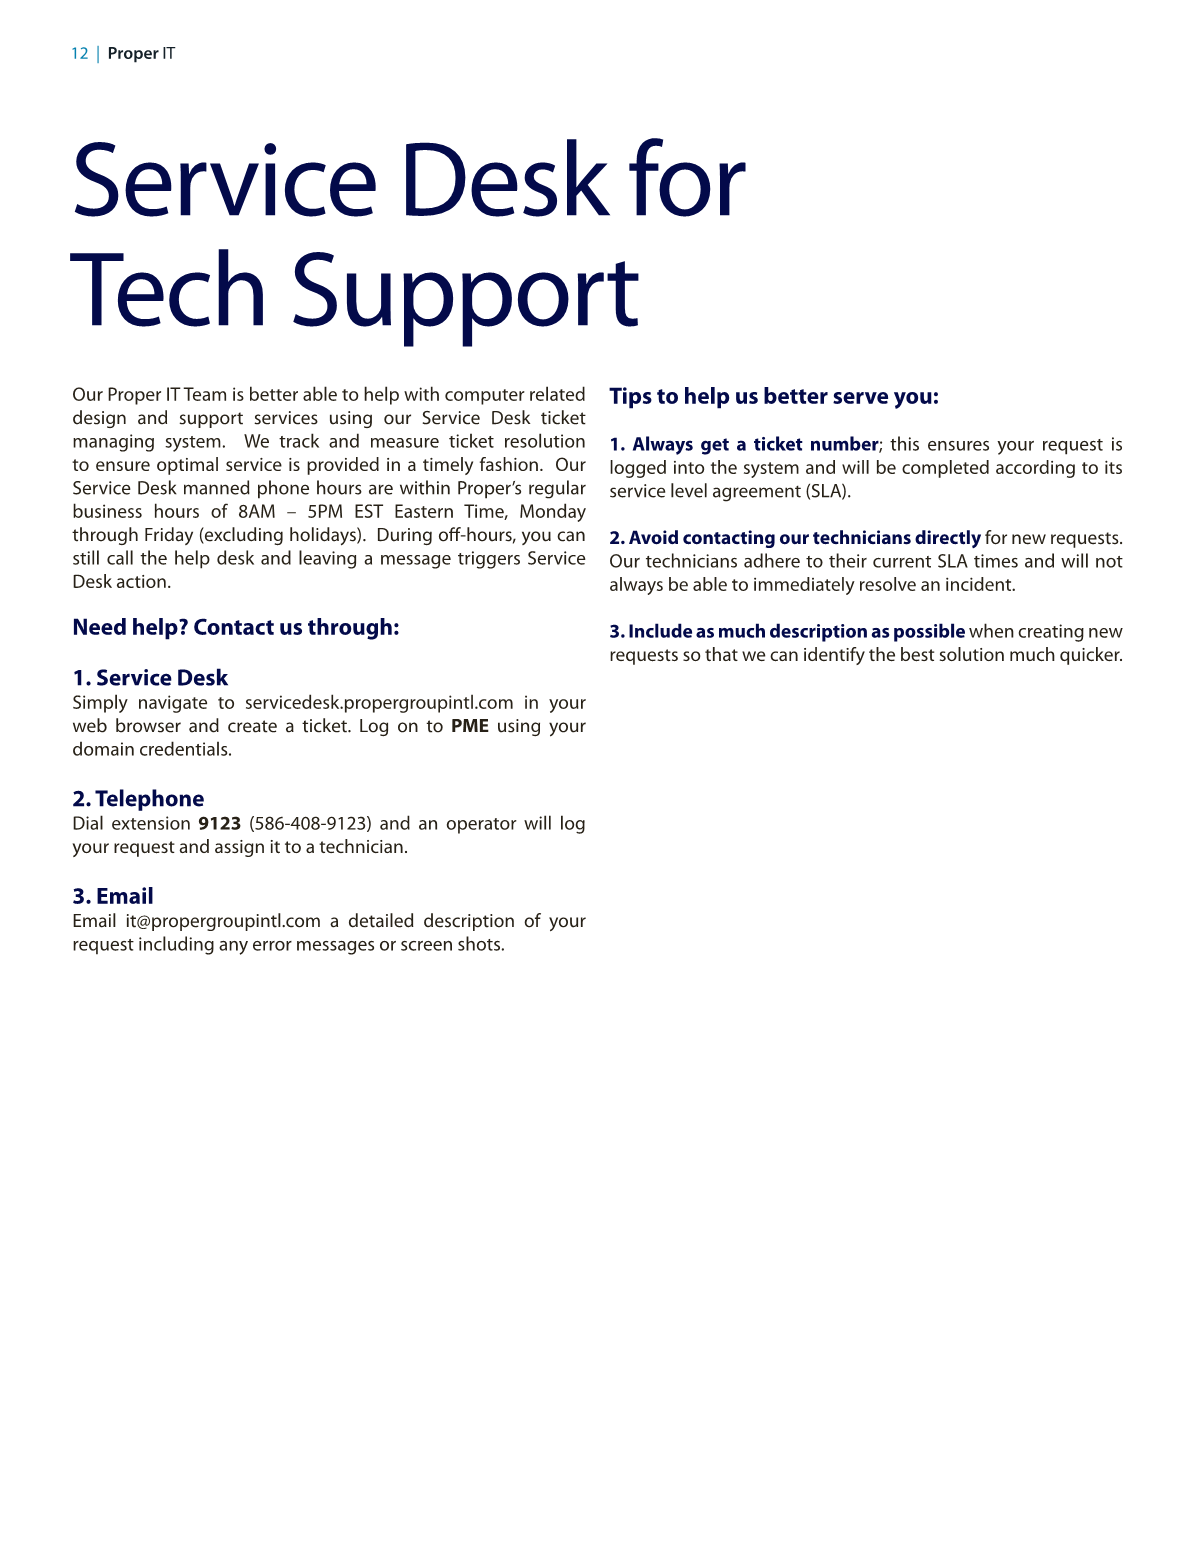 12 | Proper IT
Service Desk for
Tech Support
Our Proper IT Team is better able to help with computer related
design and support services using our Service Desk ticket
managing system.  We track and measure ticket resolution
to ensure optimal service is provided in a timely fashion.  Our
Service Desk manned phone hours are within Proper’s regular
business hours of 8AM – 5PM EST Eastern Time, Monday
through Friday (excluding holidays).  During off-hours, you can
still call the help desk and leaving a message triggers Service
Desk action.
Need help? Contact us through:
1. Service Desk
Simply navigate to servicedesk.propergroupintl.com in your
web browser and create a ticket. Log on to PME using your
domain credentials.
2. Telephone
Dial extension 9123 (586-408-9123) and an operator will log
your request and assign it to a technician.
3. Email
Email it@propergroupintl.com a detailed description of your
request including any error messages or screen shots.
Tips to help us better serve you:
1. Always get a ticket number; this ensures your request is
logged into the system and will be completed according to its
service level agreement (SLA).
2. Avoid contacting our technicians directly for new requests.
Our technicians adhere to their current SLA times and will not
always be able to immediately resolve an incident.
3. Include as much description as possible when creating new
requests so that we can identify the best solution much quicker.